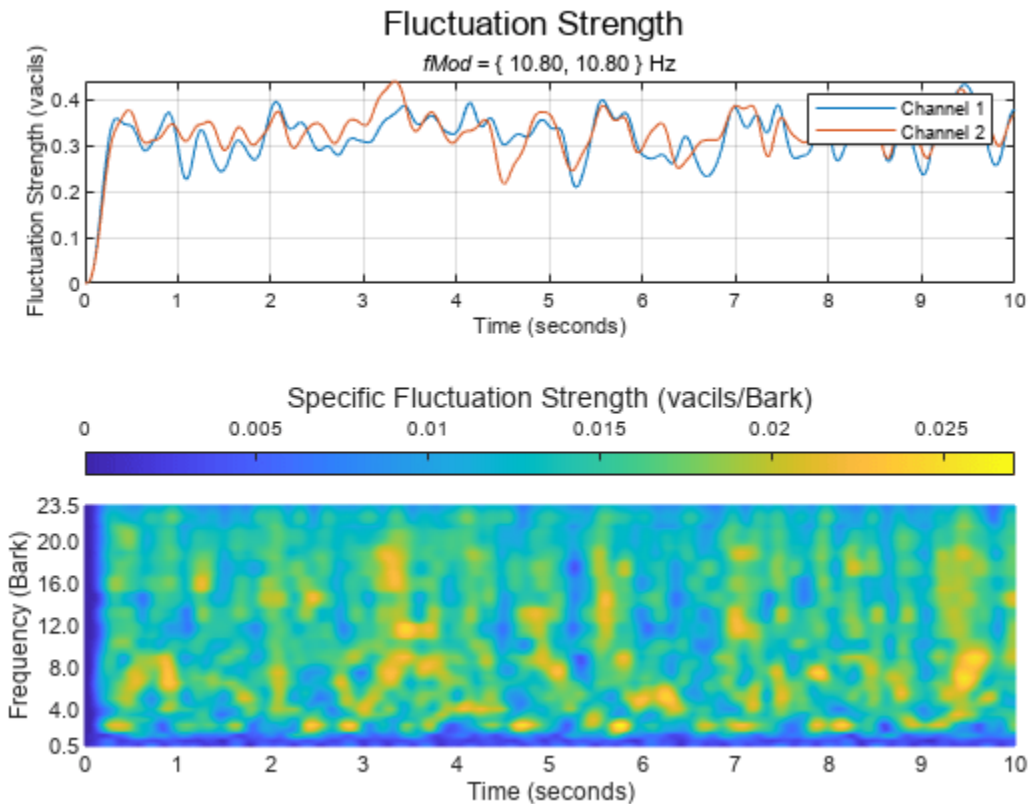 Fluctuation Strength
fMod = { 10.80, 10.80 } Hz
Fluctuation Strength (vacils)
0.4
0.3
0.2
0.1
0
Channel 1
Channel 2
0 1 2 3 4 5 6 7 8 9 10
Time (seconds)
Specific Fluctuation Strength (vacils/Bark)
0 0.005 0.01 0.015 0.02 0.025
Frequency (Bark)
23.5
20.0
16.0
12.0
8.0
4.0
0.5
0 1 2 3 4 5 6 7 8 9 10
Time (seconds)